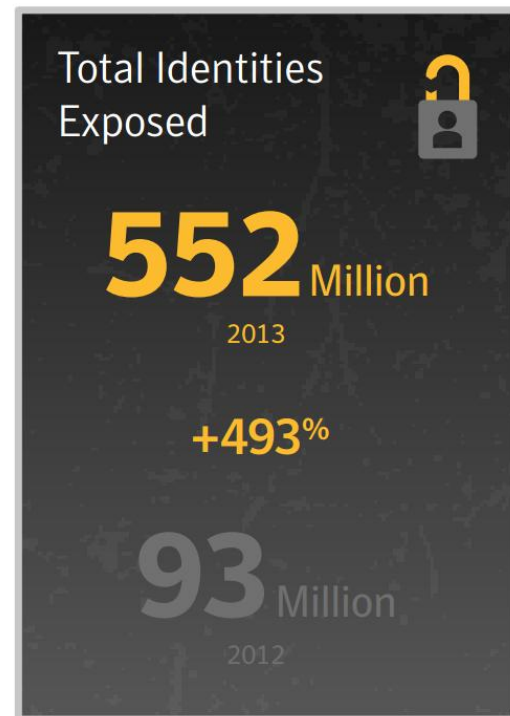 Total Identities
Exposed
552 Million
2013
+493%
93 Million
2012